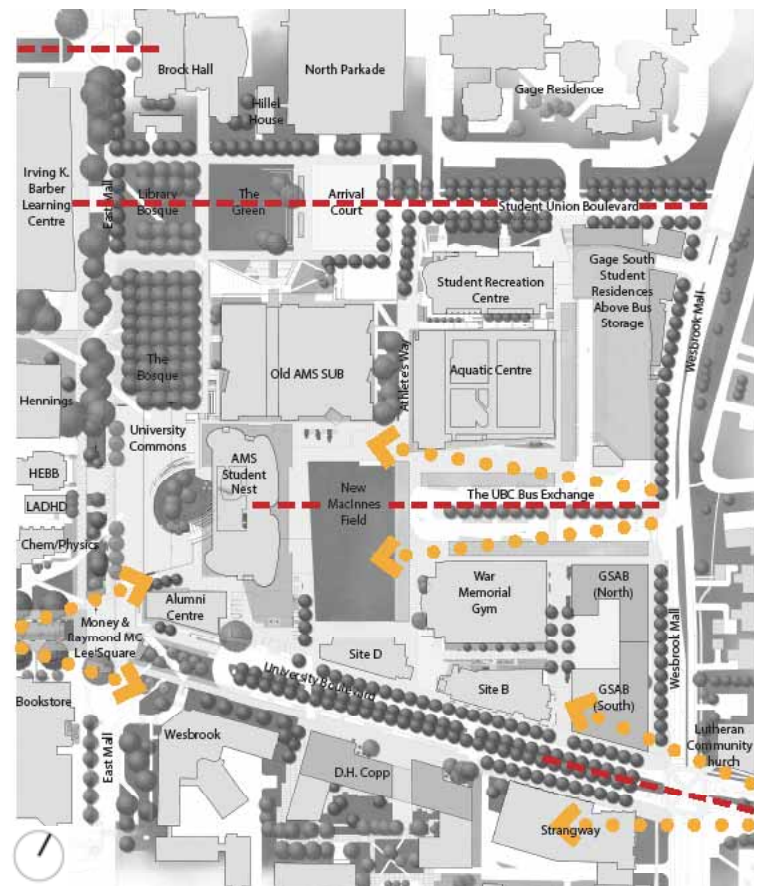 Brock Hall
North Parkade
Gage Residence
Hillel
House
Irving K.
Barber
Learning
Centre
East Mall
Library
Bosque
The
Green
Arrival
Court
Student Union Boulevard
Student Recreation
Centre
Gage South
Student
Residences
Above Bus
Storage
Wesbrook Mall
The
Bosque
Old AMS SUB
Athlete's Way
Aquatic Centre
Hennings
University
Commons
HEBB
LADHD
Chem/Physics
AMS
Student
Nest
New
MacInnes
Field
The UBC Bus Exchange
Alumni
Centre
War
Memorial
Gym
GSAB
(North)
Money &
Raymond MC
Lee Square
Site D
University Boulevard
Site B
GSAB
(South)
Wesbrook Mall
Bookstore
East Mall
Wesbrook
D.H. Copp
Lutheran
Community
hurch
Strangway